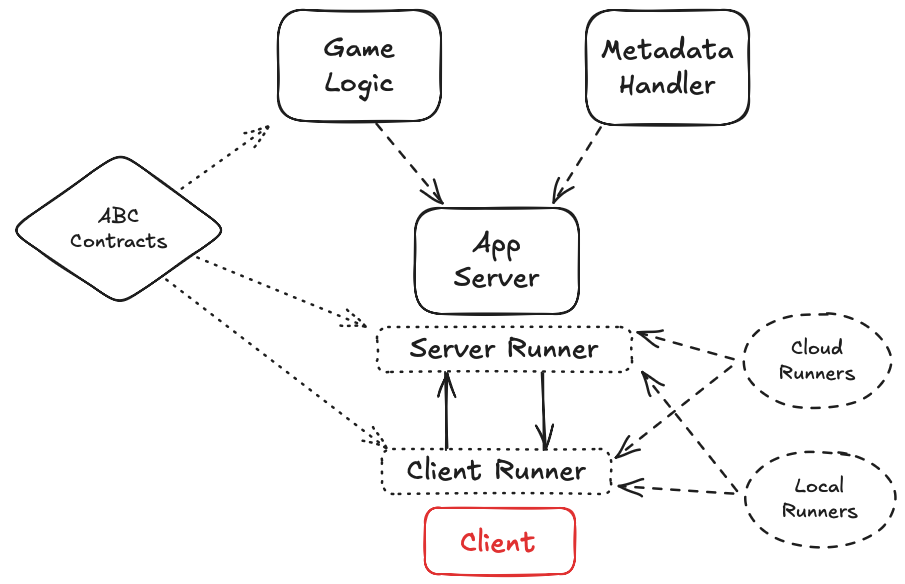 Game
Logic
Metadata
Handler
ABC
Contracts
App
Server
Server Runner
Cloud
Runners
Client Runner
Local
Runners
Client